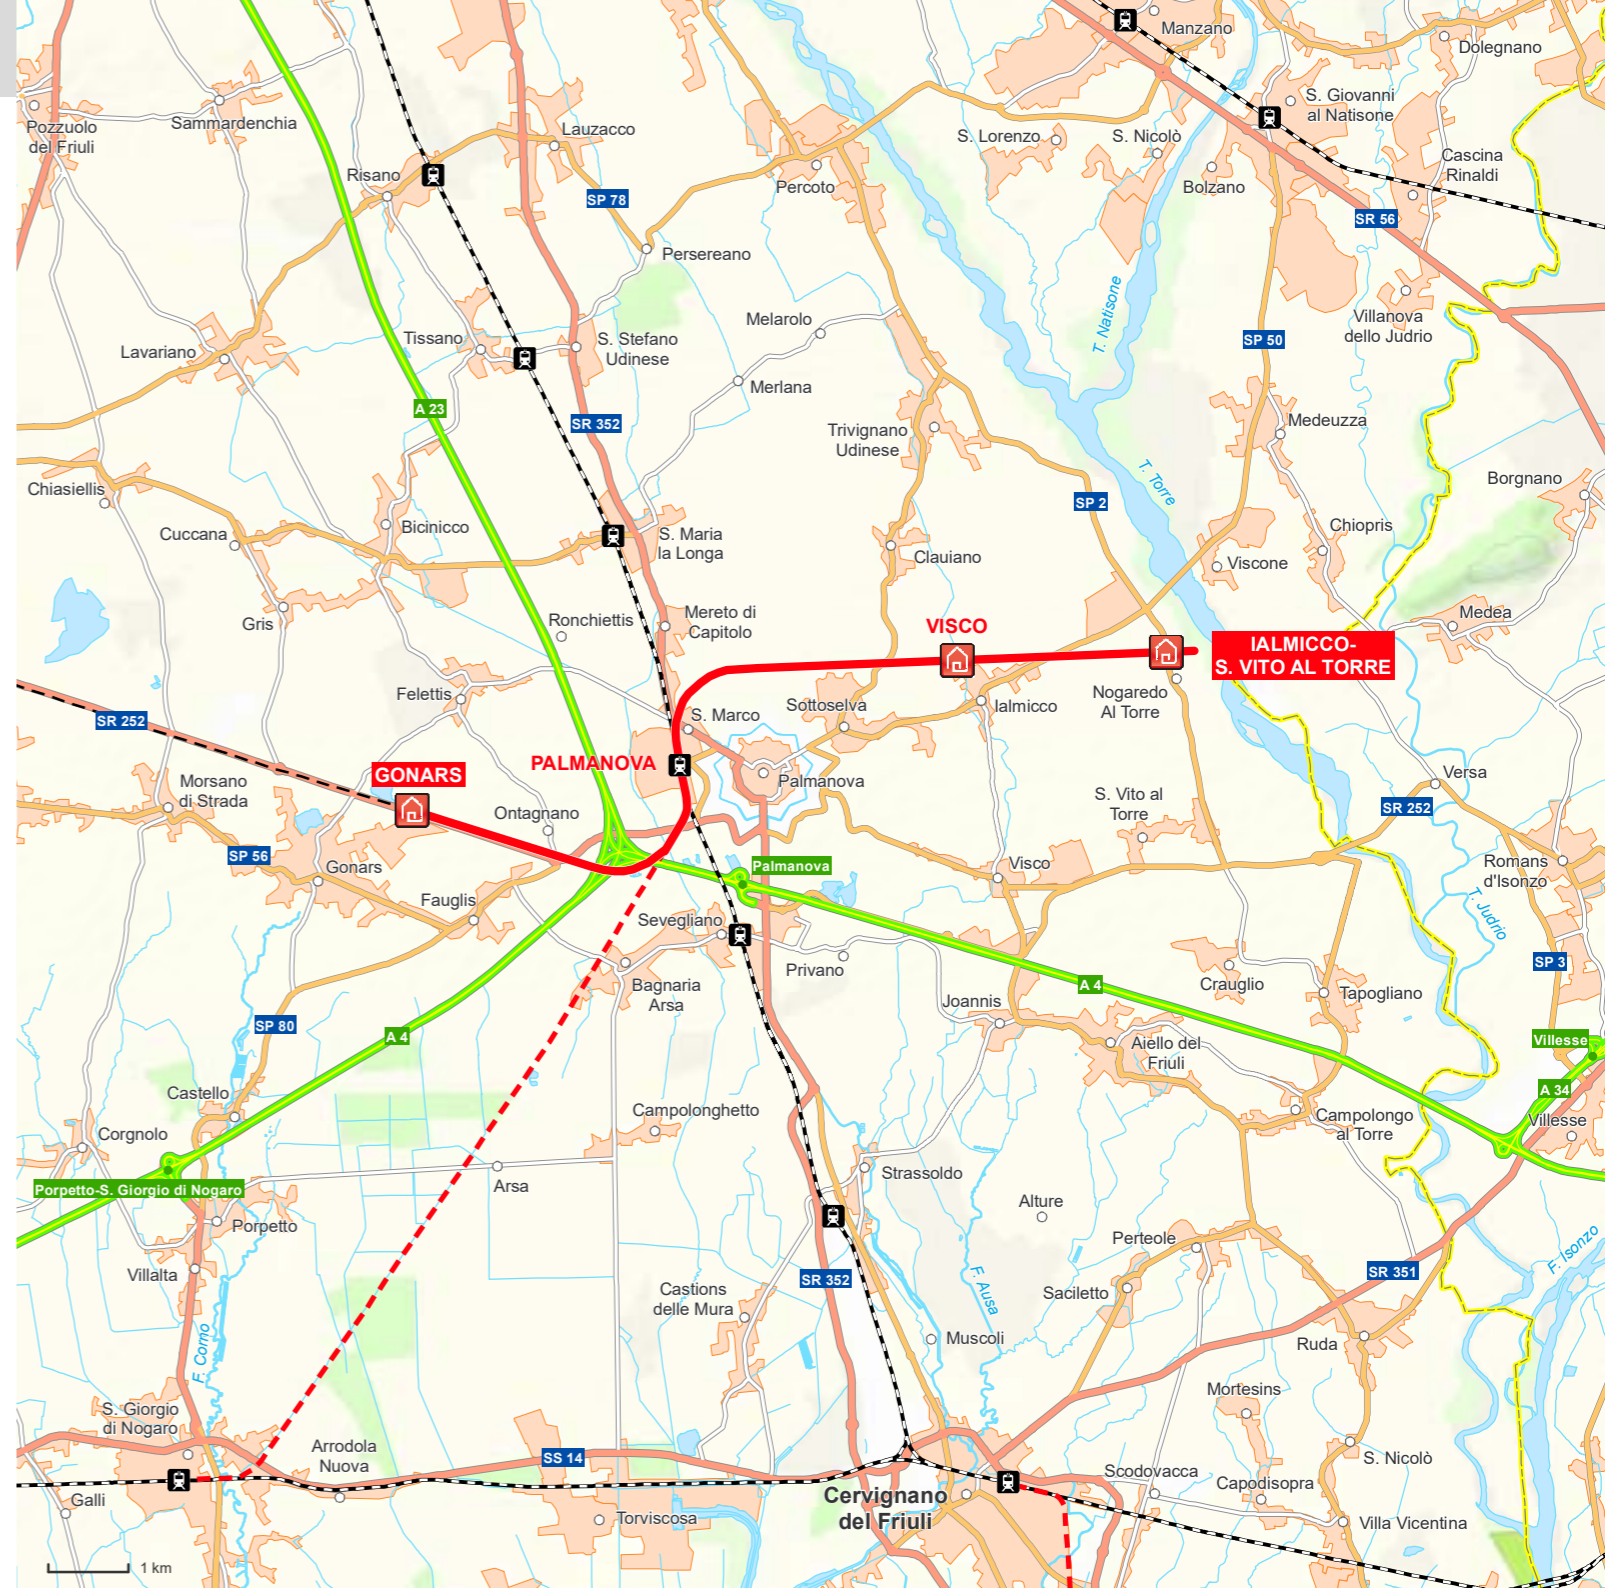 Manzano
Dolegnano
Pozzuolo
del Friuli
Sammardenchia
Lauzacco
S. Giovanni
al Natisone
S. Lorenzo
S. Nicolò
Cascina
Rinaldi
Risano
Percoto
Bolzano
SP 78
SR 56
Persereano
T. Natisone
Melarolo
Villanova
dello Judrio
Tissano
S. Stefano
Udinese
SP 50
Lavariano
Merlana
A 23
SR 352
Trivignano
Udinese
Medeuzza
T. Torre
Borgnano
Chiasiellis
SP 2
Cuccana
Bicinicco
S. Maria
la Longa
Chiopris
Clauiano
Viscone
Gris
Ronchiettis
Mereto di
Capitolo
Medea
VISCO
IALMICCO-
S. VITO AL TORRE
Felettis
Nogaredo
Al Torre
SR 252
S. Marco
Sottoselva
Ialmicco
PALMANOVA
GONARS
Morsano
di Strada
Palmanova
Versa
S. Vito al
Torre
SR 252
Ontagnano
SP 56
Gonars
Palmanova
Visco
Romans
d'Isonzo
Fauglis
Sevegliano
T. Judrio
Privano
SP 3
Bagnaria
Arsa
Crauglio
A 4
Tapogliano
Joannis
SP 80
A 4
Aiello del
Friuli
Villesse
Castello
A 34
Campolonghetto
Campolongo
al Torre
Villesse
Corgnolo
Strassoldo
Porpetto-S. Giorgio di Nogaro
Arsa
Alture
Porpetto
Perteole
F. Isonzo
Villalta
SR 352
SR 351
Castions
delle Mura
F. Ausa
Saciletto
F. Corno
Muscoli
Ruda
Mortesins
S. Giorgio
di Nogaro
Arrodola
Nuova
SS 14
S. Nicolò
Scodovacca
Capodisopra
Galli
Cervignano
del Friuli
Torviscosa
Villa Vicentina
1 km